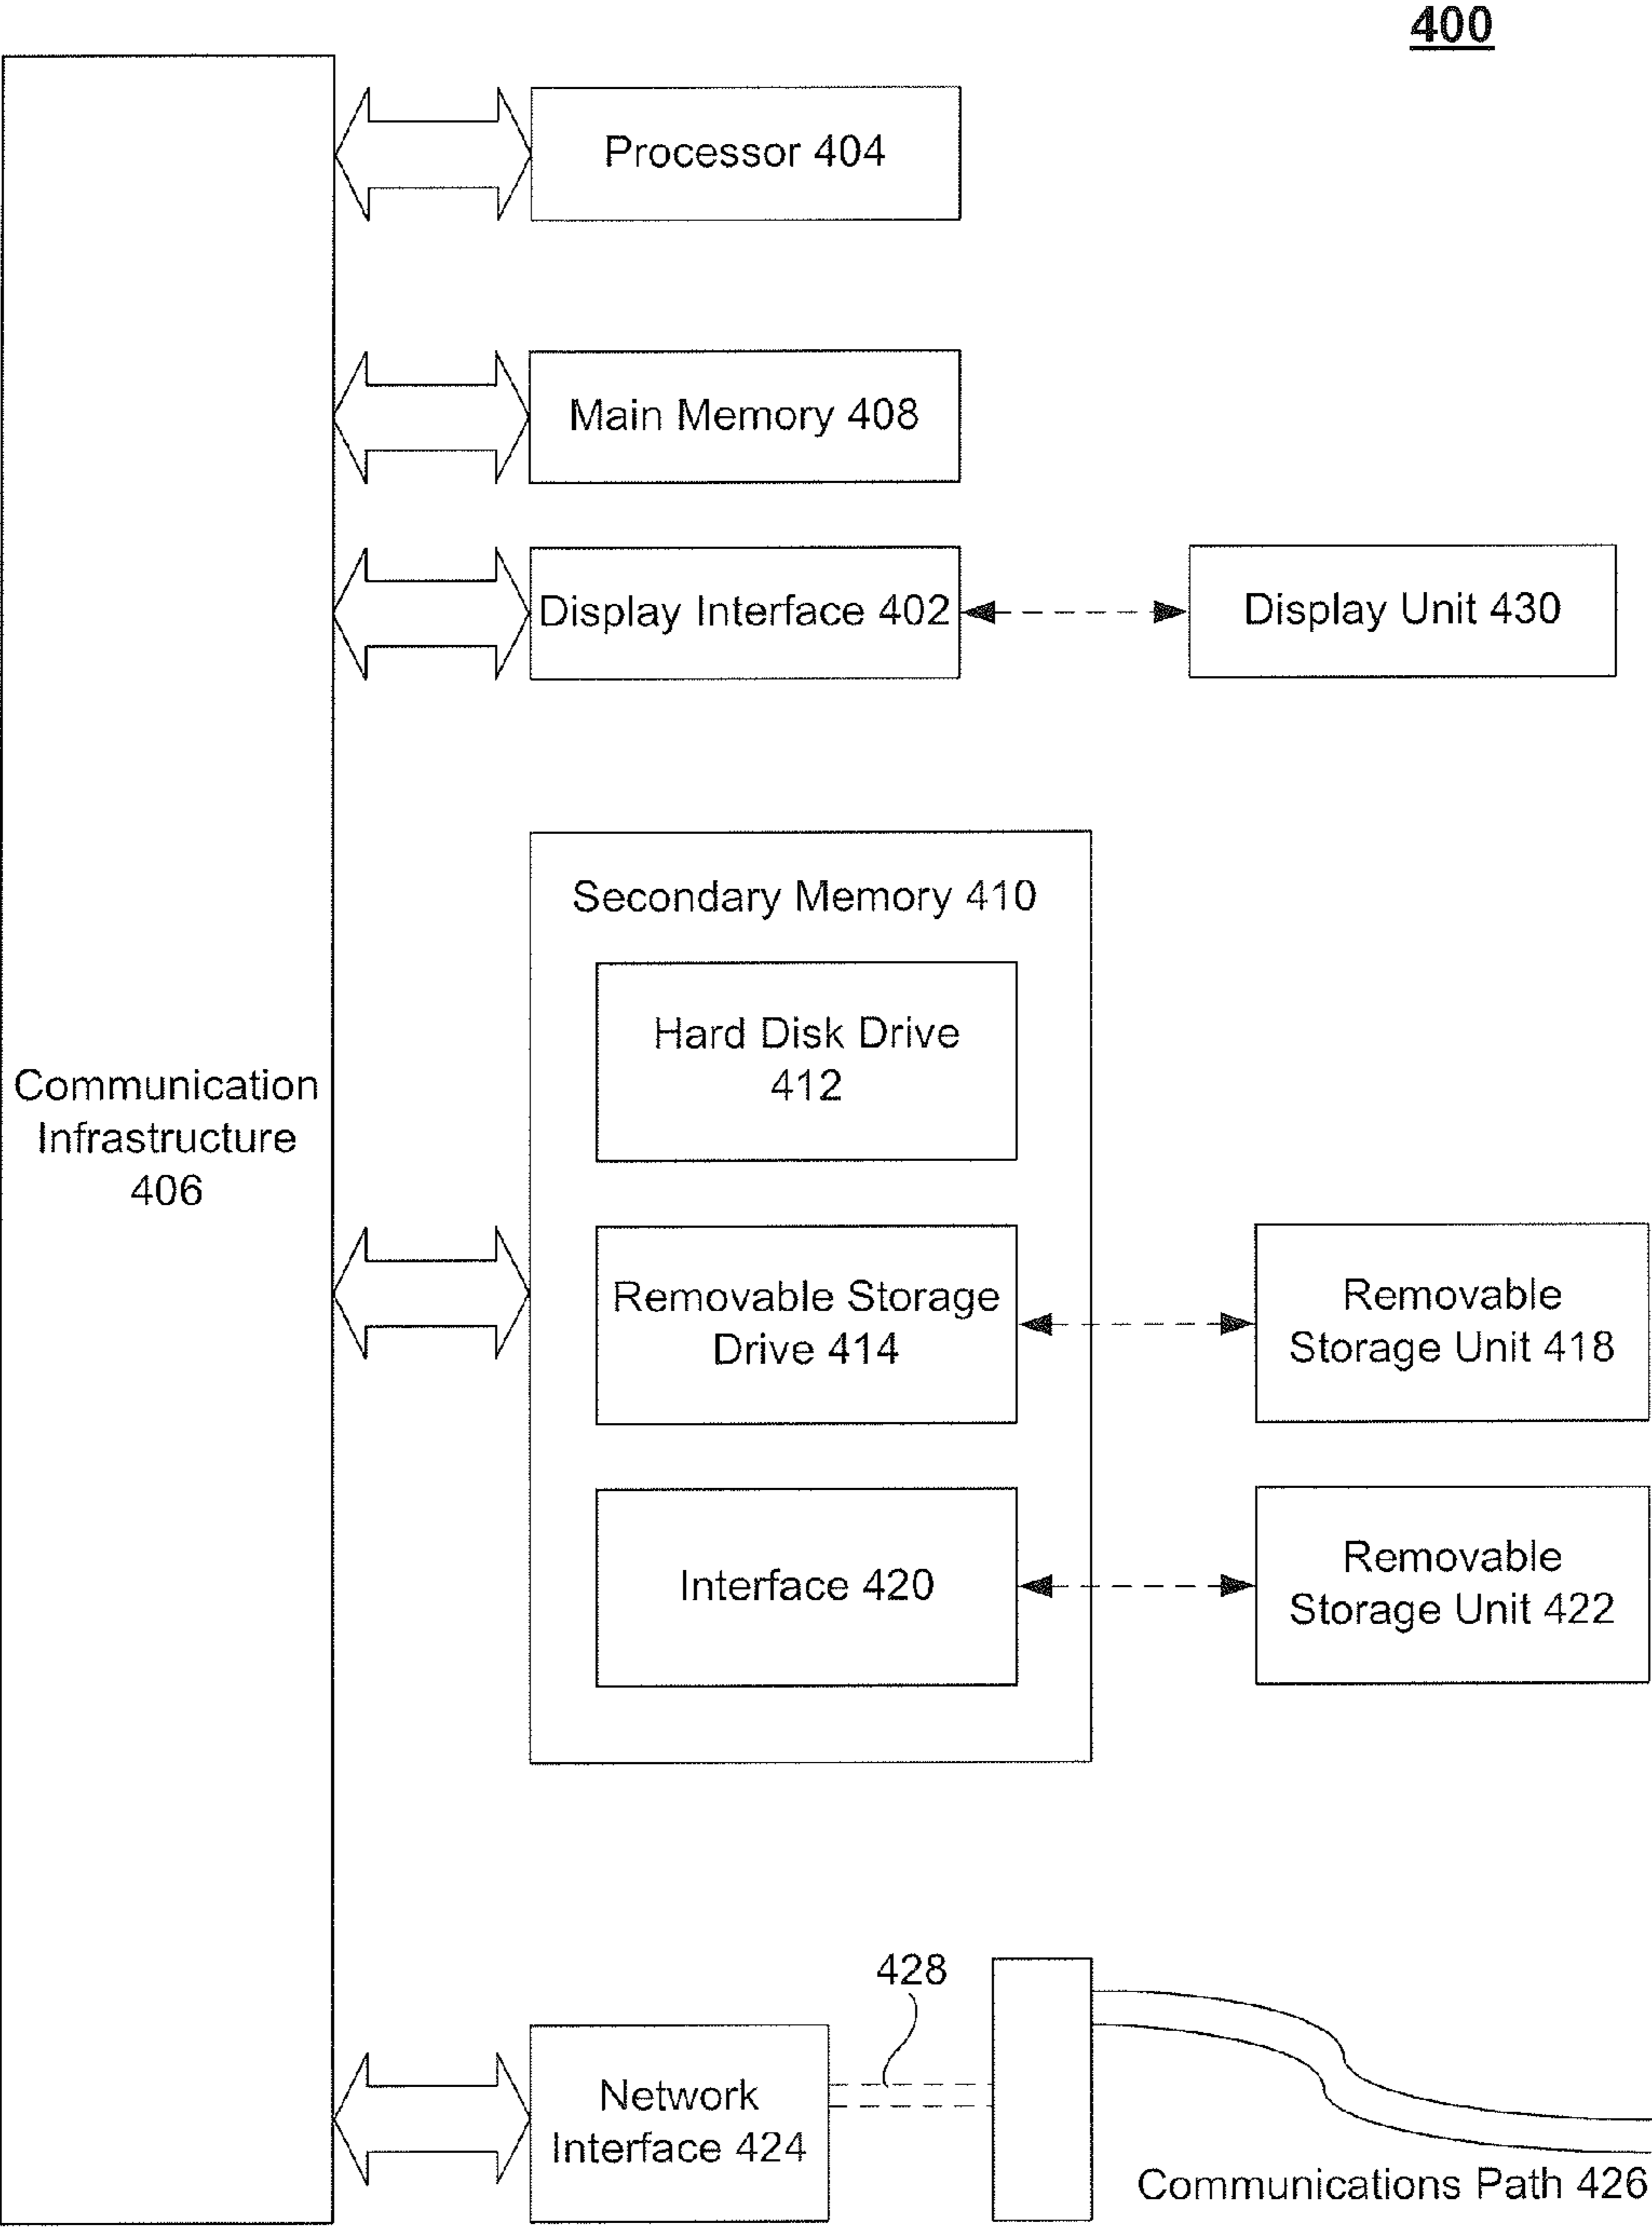 400
Processor 404
Main Memory 408
Display Interface 402
Display Unit 430
Secondary Memory 410
Hard Disk Drive
412
Communication
Infrastructure
406
Removable Storage
Drive 414
Removable
Storage Unit 418
Interface 420
Removable
Storage Unit 422
428
Network
Interface 424
Communications Path 426